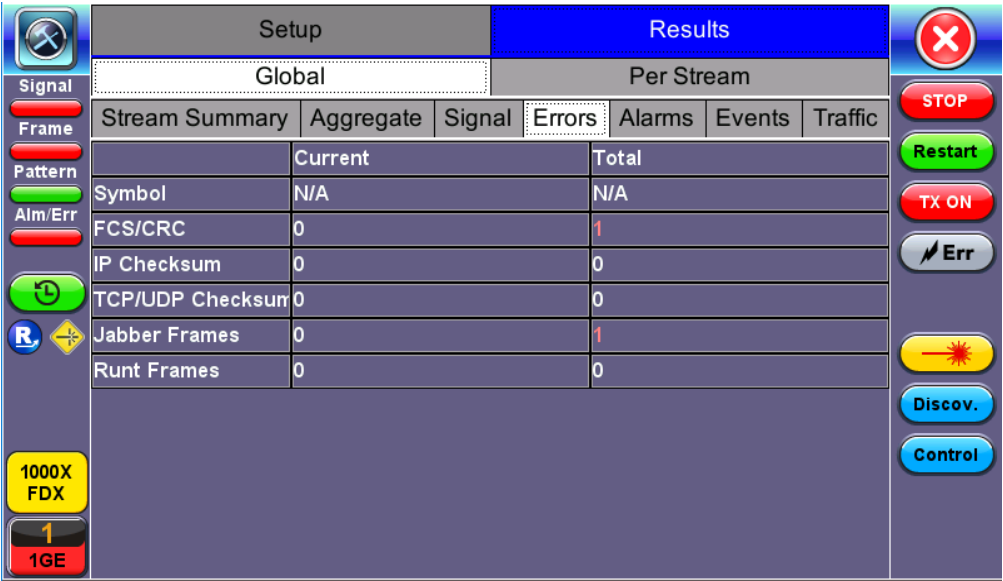 Setup Results
Global Per Stream
Stream Summary Aggregate Signal Errors Alarms Events Traffic
Signal
Frame
Pattern
Alm/Err
R
1000X
FDX
1
1GE
Current Total
Symbol N/A N/A
FCS/CRC 0 1
IP Checksum 0 0
TCP/UDP Checksum 0 0
Jabber Frames 0 1
Runt Frames 0 0
STOP
Restart
TX ON
Err
Discov.
Control